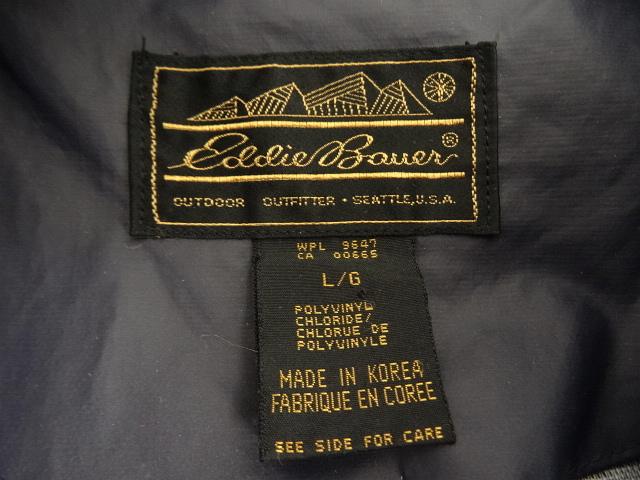 Eddie Bauer®
OUTDOOR OUTFITTER • SEATTLE, U.S.A.
WPL 9647
CA 00665
L/G
POLYVINYL
CHLORIDE/
CHLORUE DE
POLYVINYLE
MADE IN KOREA
FABRIQUE EN COREE
SEE SIDE FOR CARE